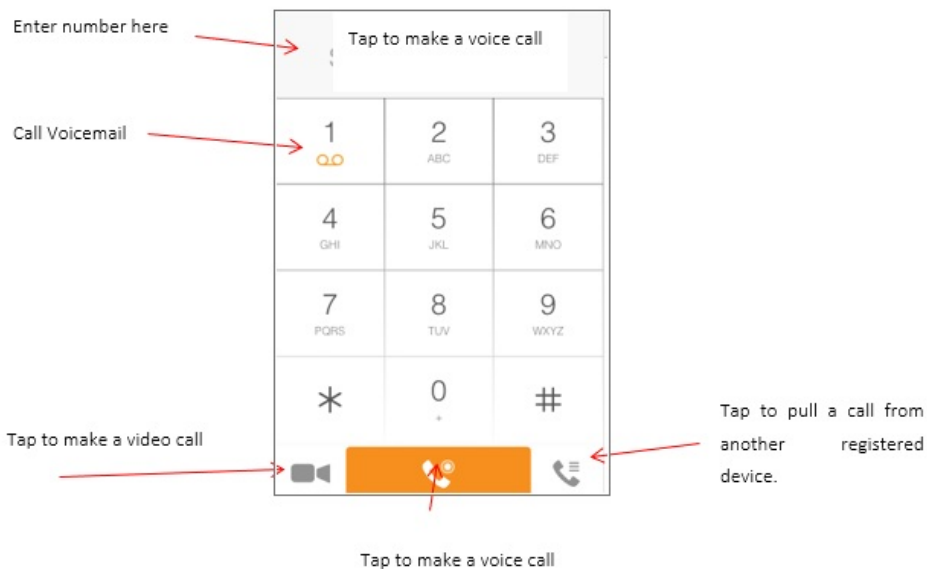 Enter number here
Tap to make a voice call
Call Voicemail
1
2
ABC
3
DEF
4
GHI
5
JKL
6
MNO
7
PQRS
8
TUV
9
WXYZ
*
0
+
#
Tap to make a video call
Tap to pull a call from
another registered
device.
Tap to make a voice call